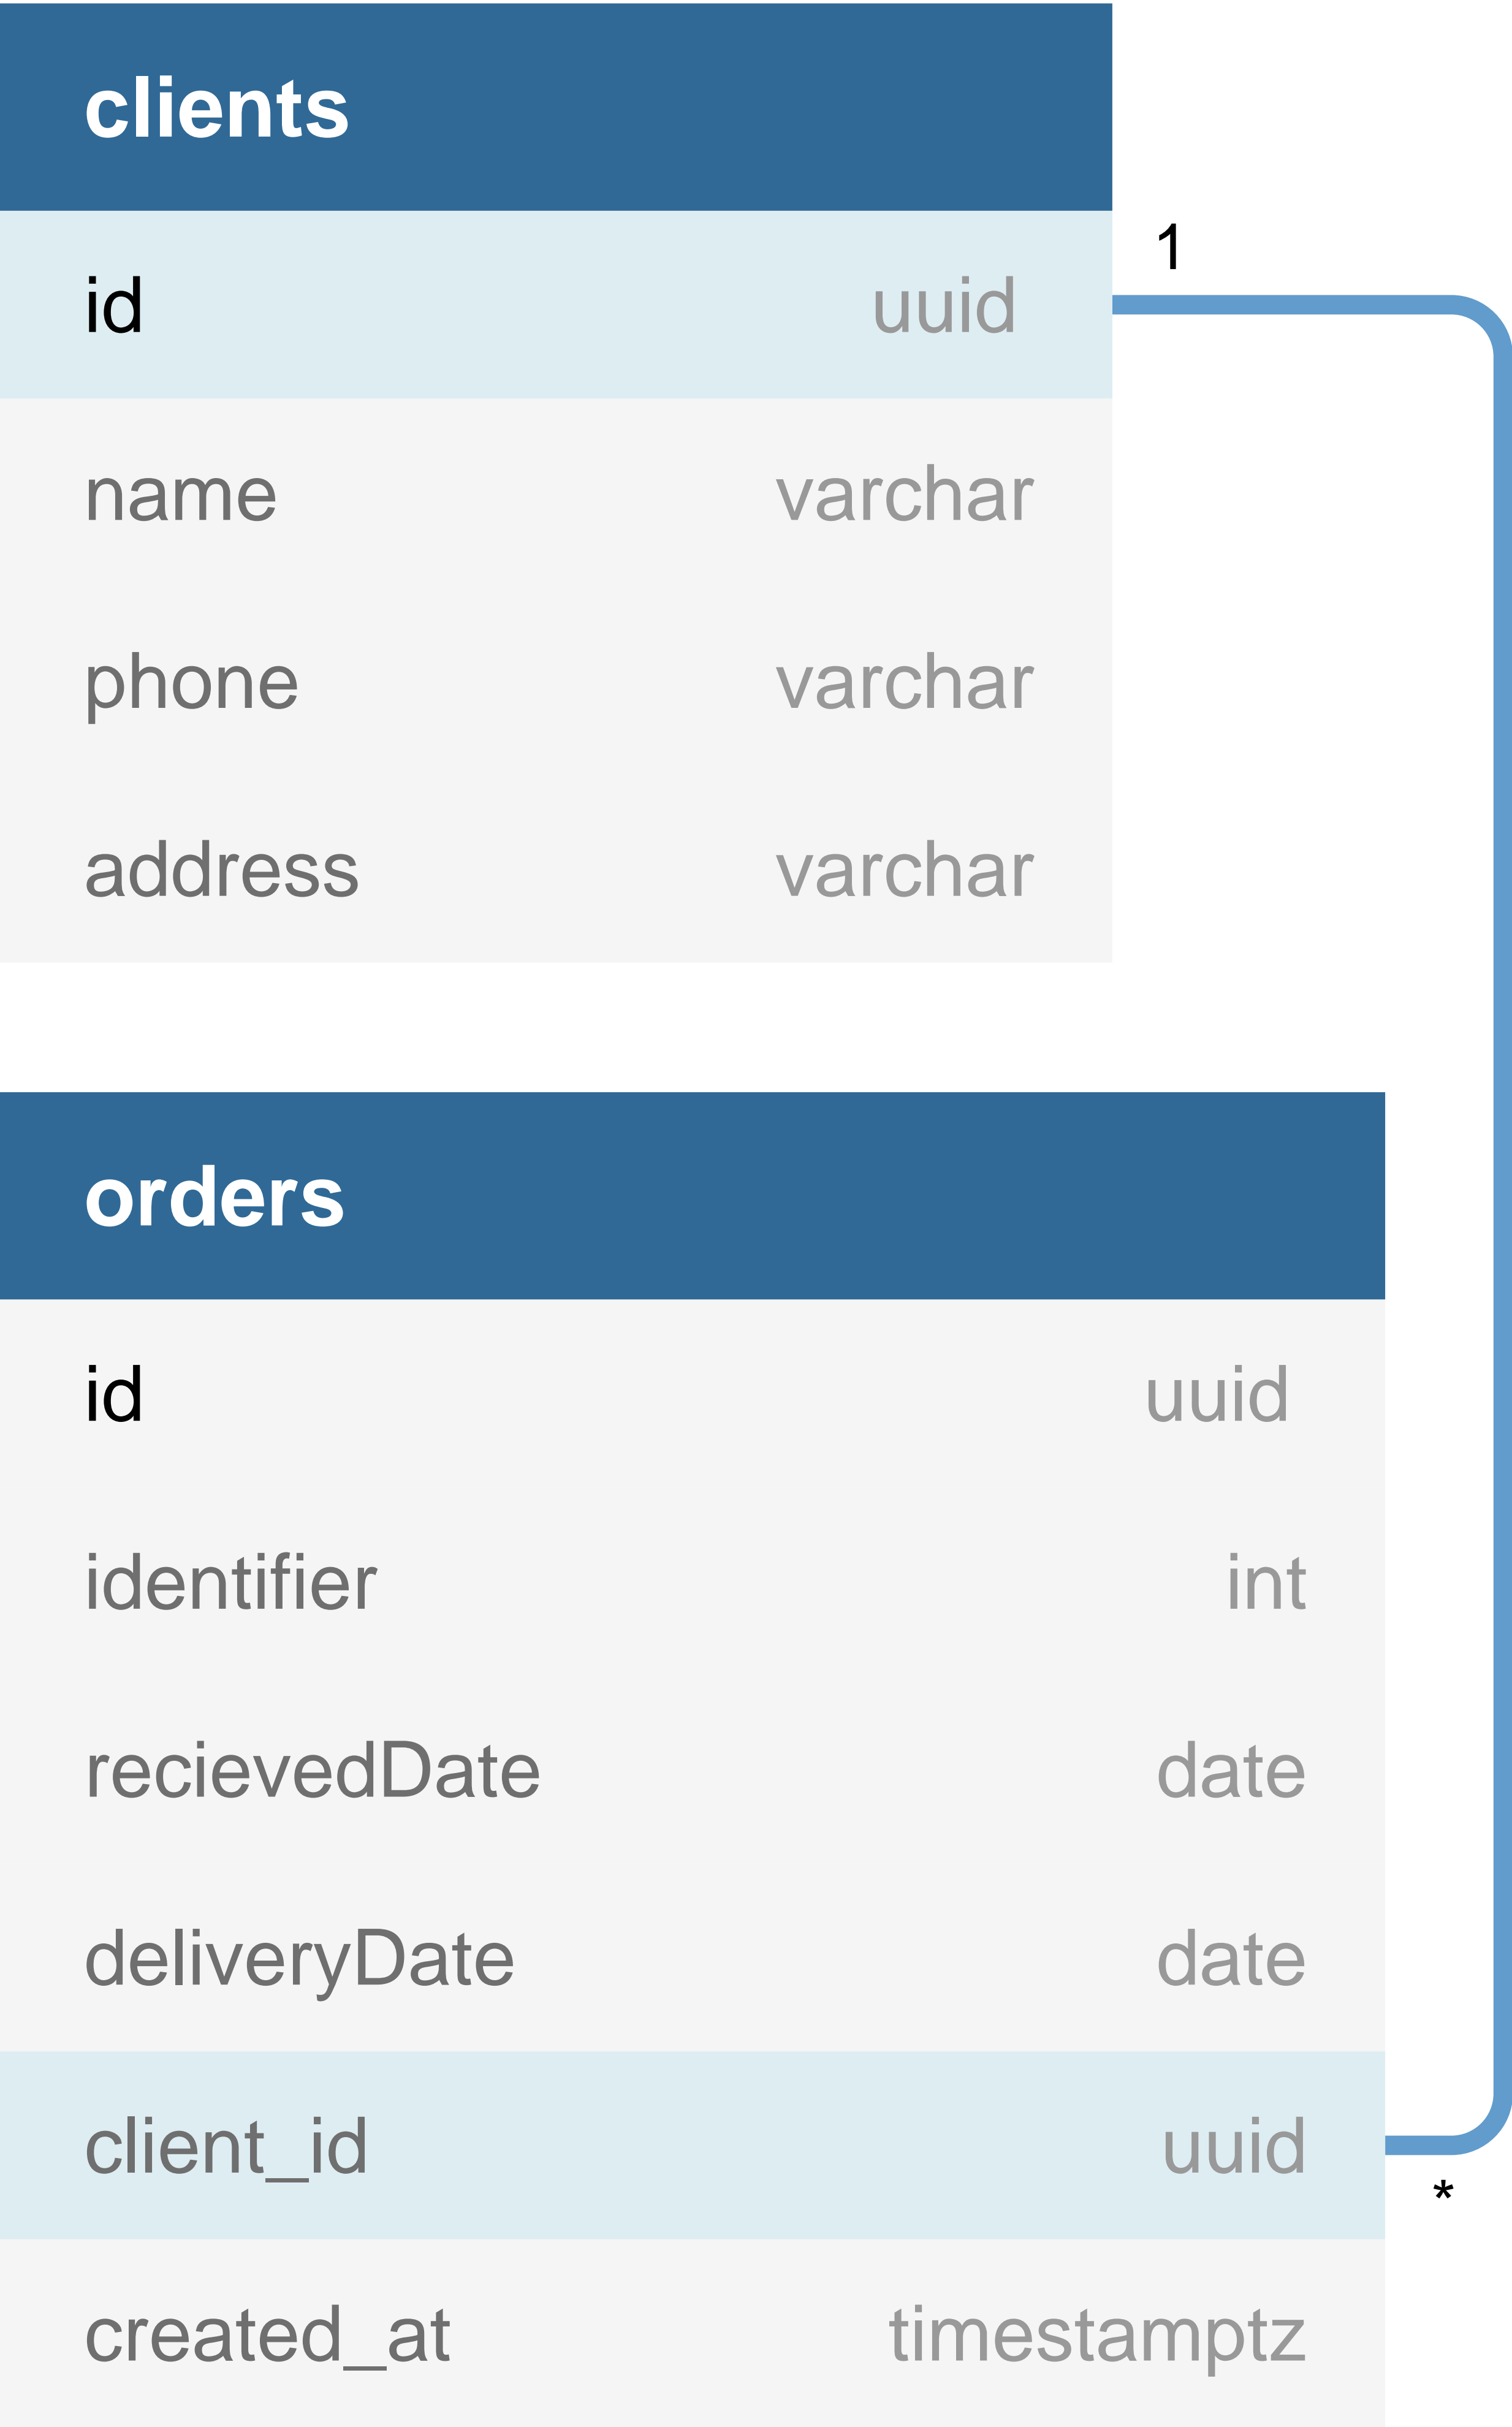 clients
1
id uuid
name varchar
phone varchar
address varchar
orders
id uuid
identifier int
recievedDate date
deliveryDate date
client_id uuid
*
created_at timestamptz